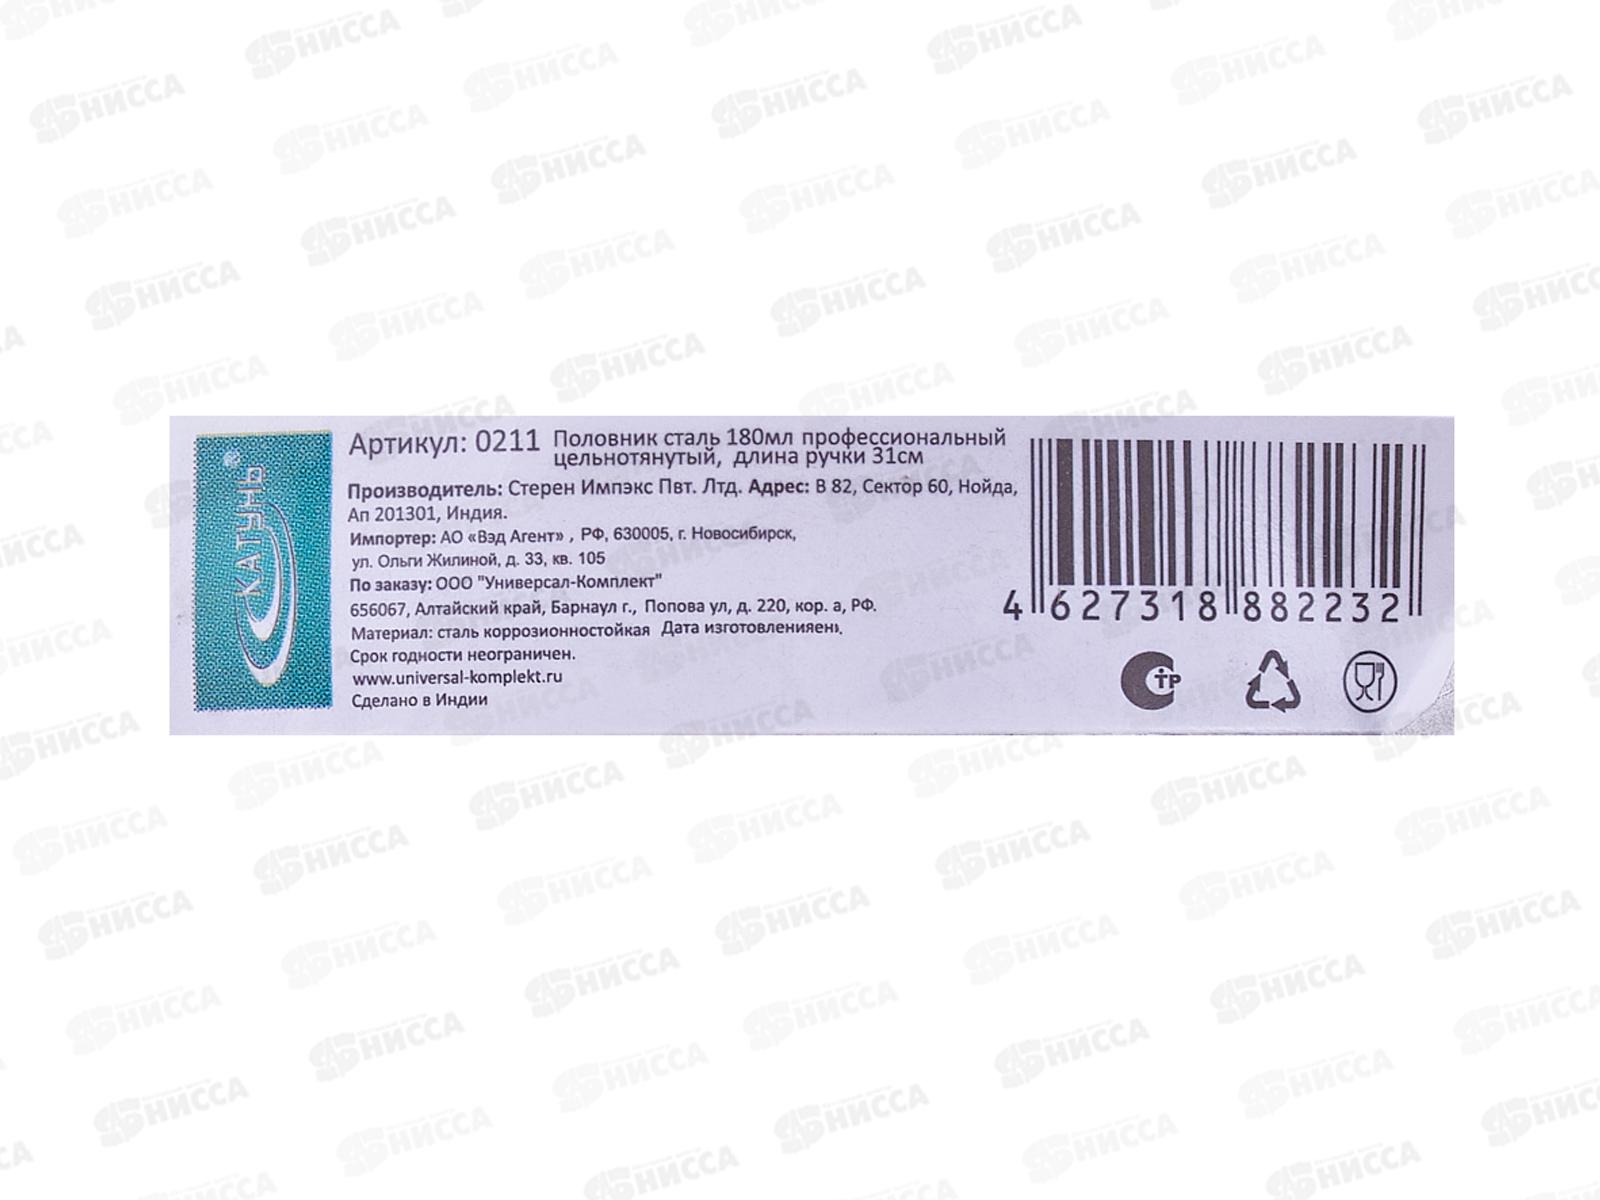 КАТУНЬ®
Артикул: 0211 Половник сталь 180мл профессиональный
цельнотянутый, длина ручки 31см
Производитель: Стерен Импэкс Пвт. Лтд. Адрес: В 82, Сектор 60, Нойда,
Ап 201301, Индия.
Импортер: АО «Вэд Агент» , РФ, 630005, г. Новосибирск,
ул. Ольги Жилиной, д. 33, кв. 105
По заказу: ООО "Универсал-Комплект"
656067, Алтайский край, Барнаул г., Попова ул, д. 220, кор. а, РФ.
Материал: сталь коррозионностойкая Дата изготовления
Срок годности неограничен.
www.universal-komplekt.ru
Сделано в Индии
4 627318 882232
СТР
НИССА